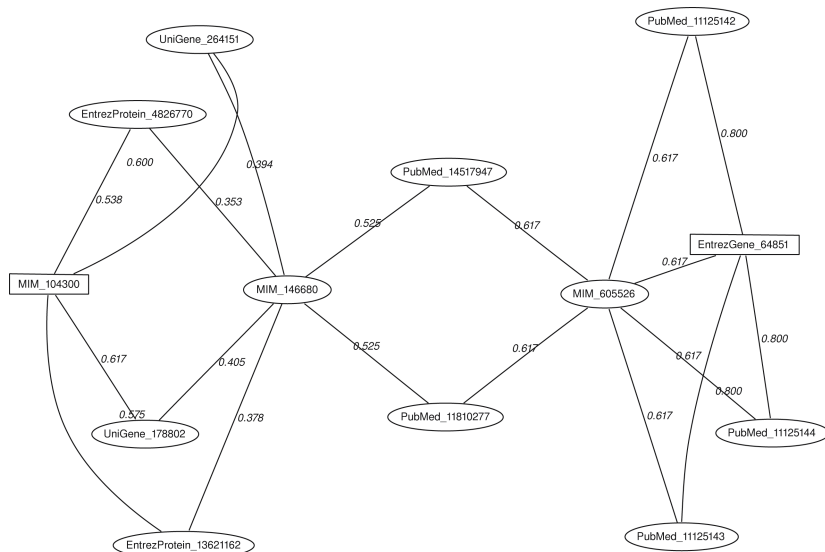 PubMed_11125142
UniGene_264151
EntrezProtein_4826770
0.800
0.600
0.394
0.617
PubMed_14517947
0.538
0.353
0.525
0.617
EntrezGene_64851
0.617
MIM_104300
MIM_146680
MIM_605526
0.800
0.617
0.525
0.617
0.617
0.405
0.800
0.575
0.378
PubMed_11810277
0.617
UniGene_178802
PubMed_11125144
PubMed_11125143
EntrezProtein_13621162